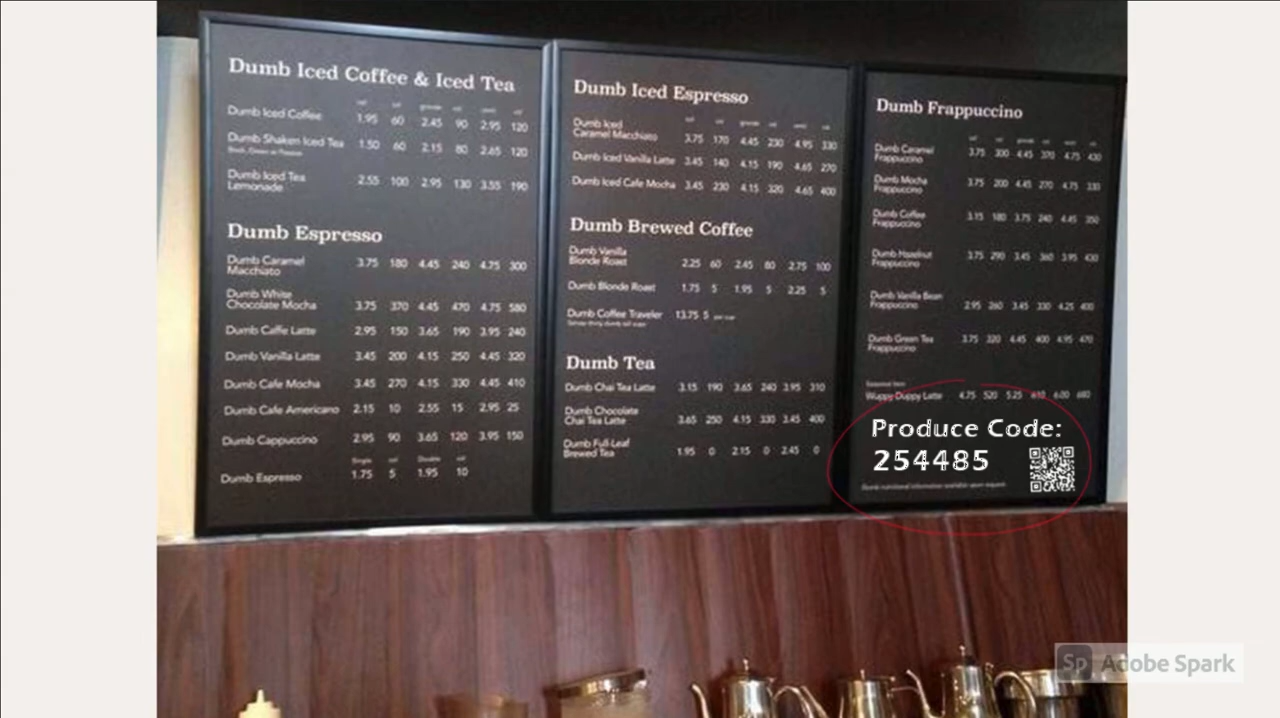 Dumb Iced Coffee & Iced Tea
Dumb Iced Coffee 1.95 60 2.45 90 2.95 120
Dumb Shaken Iced Tea 1.50 60 2.15 80 2.65 120
Dumb Iced Tea
Lemonade 2.55 100 2.95 130 3.55 190
Dumb Espresso
Dumb Caramel
Macchiato 3.75 180 4.45 240 4.75 300
Dumb White
Chocolate Mocha 3.75 370 4.45 470 4.75 580
Dumb Caffe Latte 2.95 150 3.65 190 3.95 240
Dumb Vanilla Latte 3.45 200 4.15 250 4.45 320
Dumb Cafe Mocha 3.45 270 4.15 330 4.45 410
Dumb Cafe Americano 2.15 10 2.55 15 2.95 25
Dumb Cappuccino 2.95 90 3.65 120 3.95 150
Single Double
Dumb Espresso 1.75 5 1.95 10
Dumb Iced Espresso
Dumb Iced
Caramel Macchiato 3.75 170 4.45 230 4.95 330
Dumb Iced Vanilla Latte 3.45 140 4.15 190 4.65 270
Dumb Iced Cafe Mocha 3.45 230 4.15 320 4.65 400
Dumb Brewed Coffee
Dumb Vanilla
Blonde Roast 2.25 60 2.45 80 2.75 100
Dumb Blonde Roast 1.75 5 1.95 5 2.25 5
Dumb Coffee Traveler 13.75 5
Dumb Tea
Dumb Chai Tea Latte 3.15 190 3.65 240 3.95 310
Dumb Chocolate
Chai Tea Latte 3.65 250 4.15 330 3.45 400
Dumb Full-Leaf
Brewed Tea 1.95 0 2.15 0 2.45 0
Dumb Frappuccino
Dumb Caramel
Frappuccino 3.75 300 4.45 370 4.75 430
Dumb Mocha
Frappuccino 3.75 200 4.45 270 4.75 330
Dumb Coffee
Frappuccino 3.15 180 3.75 240 4.45 350
Dumb Hazelnut
Frappuccino 3.75 290 3.45 360 3.95 430
Dumb Vanilla Bean
Frappuccino 2.95 260 3.45 330 4.25 400
Dumb Green Tea
Frappuccino 3.75 320 4.45 400 4.95 470
Wuppy Duppy Latte 4.75 520 5.25 610 6.00 680
Produce Code:
254485
Dumb nutritional information available upon request
Sp Adobe Spark